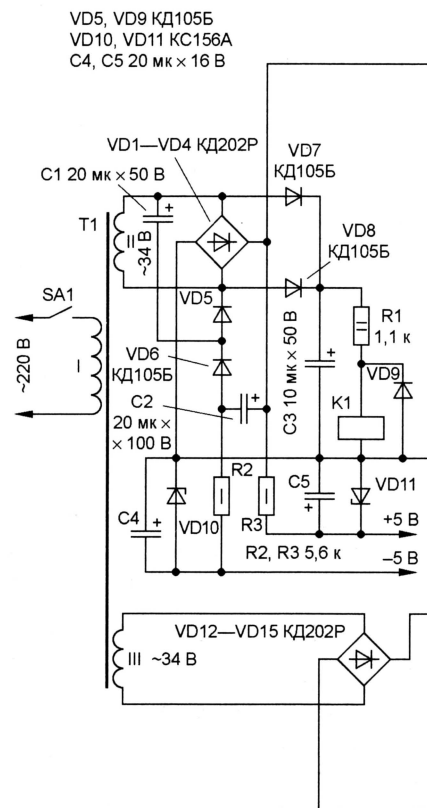 VD5, VD9 КД105Б
VD10, VD11 КС156А
C4, C5 20 мк × 16 В
VD1—VD4 КД202Р
C1 20 мк × 50 В
VD7
КД105Б
T1
II
~34 В
VD8
КД105Б
SA1
VD5
R1
1,1 к
~220 В
I
VD6
КД105Б
C3 10 мк × 50 В
VD9
C2
20 мк ×
× 100 В
K1
R2
C5
VD11
C4
VD10
R3
+5 В
R2, R3 5,6 к
–5 В
VD12—VD15 КД202Р
III ~34 В